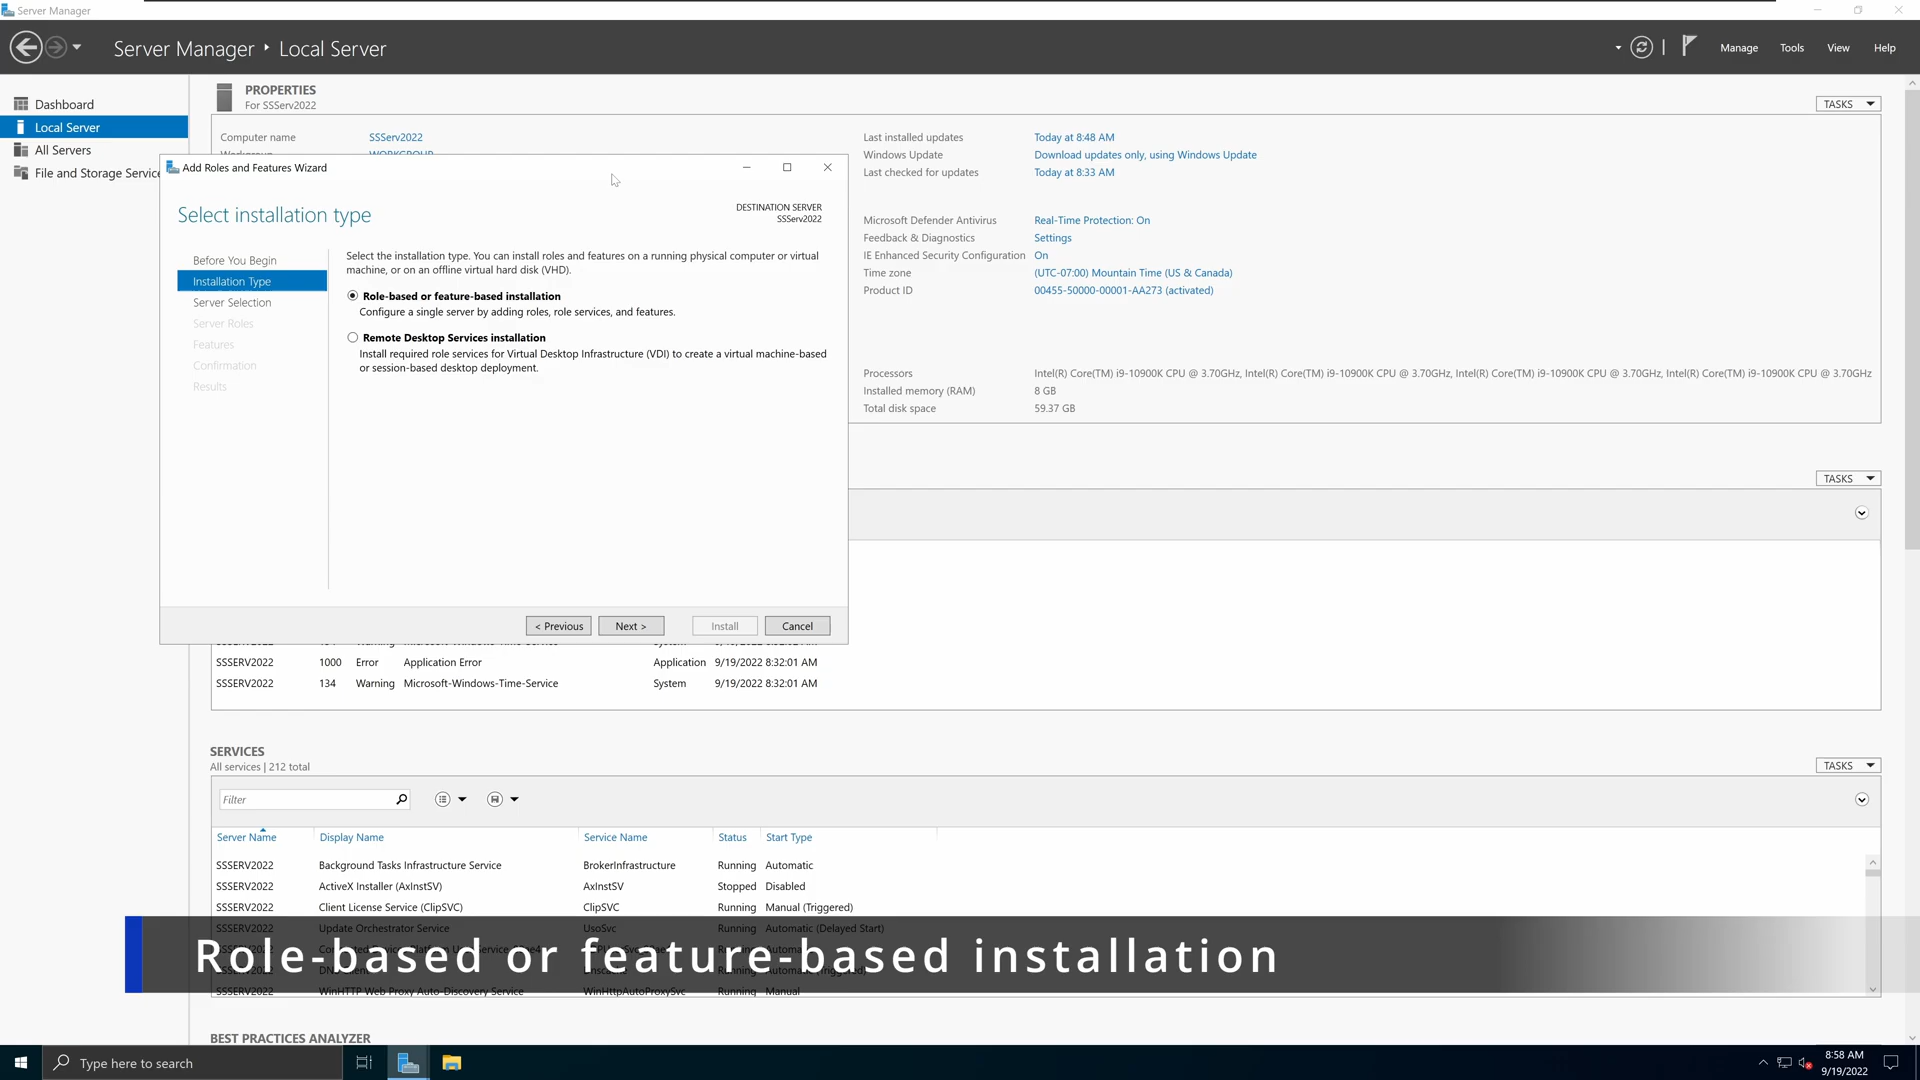 Server Manager
Server Manager ‣ Local Server
Manage Tools View Help
Dashboard
Local Server
All Servers
File and Storage Service
PROPERTIES
For SSServ2022
TASKS
Computer name SSServ2022
WORKGROUP
Last installed updates Today at 8:48 AM
Windows Update Download updates only, using Windows Update
Last checked for updates Today at 8:33 AM
Microsoft Defender Antivirus Real-Time Protection: On
Feedback & Diagnostics Settings
IE Enhanced Security Configuration On
Time zone (UTC-07:00) Mountain Time (US & Canada)
Product ID 00455-50000-00001-AA273 (activated)
Processors Intel(R) Core(TM) i9-10900K CPU @ 3.70GHz, Intel(R) Core(TM) i9-10900K CPU @ 3.70GHz, Intel(R) Core(TM) i9-10900K CPU @ 3.70GHz, Intel(R) Core(TM) i9-10900K CPU @ 3.70GHz
Installed memory (RAM) 8 GB
Total disk space 59.37 GB
Add Roles and Features Wizard
Select installation type
DESTINATION SERVER
SSServ2022
Before You Begin
Installation Type
Server Selection
Server Roles
Features
Confirmation
Results
Select the installation type. You can install roles and features on a running physical computer or virtual
machine, or on an offline virtual hard disk (VHD).
Role-based or feature-based installation
Configure a single server by adding roles, role services, and features.
Remote Desktop Services installation
Install required role services for Virtual Desktop Infrastructure (VDI) to create a virtual machine-based
or session-based desktop deployment.
< Previous Next > Install Cancel
TASKS
SSSERV2022 1000 Error Application Error Application 9/19/2022 8:32:01 AM
SSSERV2022 134 Warning Microsoft-Windows-Time-Service System 9/19/2022 8:32:01 AM
SERVICES
All services | 212 total
TASKS
Filter
Server Name Display Name Service Name Status Start Type
SSSERV2022 Background Tasks Infrastructure Service BrokerInfrastructure Running Automatic
SSSERV2022 ActiveX Installer (AxInstSV) AxInstSV Stopped Disabled
SSSERV2022 Client License Service (ClipSVC) ClipSVC Running Manual (Triggered)
SSSERV2022 Update Orchestrator Service UsoSvc Running Automatic (Delayed Start)
Role-based or feature-based installation
SSSERV2022 WinHTTP Web Proxy Auto-Discovery Service WinHttpAutoProxySvc Running Manual
BEST PRACTICES ANALYZER
Type here to search
8:58 AM
9/19/2022